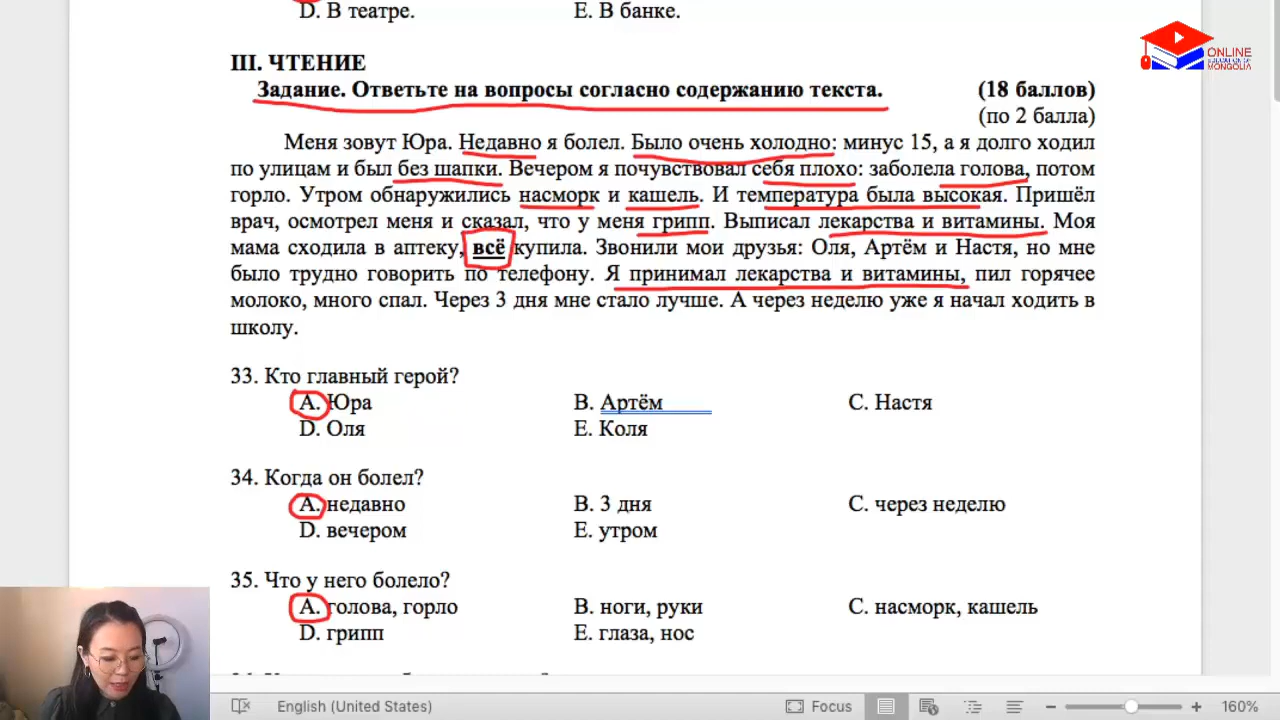 D. В театре. E. В банке.
ONLINE
EDUCATION OF
MONGOLIA
III. ЧТЕНИЕ
Задание. Ответьте на вопросы согласно содержанию текста. (18 баллов)
(по 2 балла)
Меня зовут Юра. Недавно я болел. Было очень холодно: минус 15, а я долго ходил
по улицам и был без шапки. Вечером я почувствовал себя плохо: заболела голова, потом
горло. Утром обнаружились насморк и кашель. И температура была высокая. Пришёл
врач, осмотрел меня и сказал, что у меня грипп. Выписал лекарства и витамины. Моя
мама сходила в аптеку, всё купила. Звонили мои друзья: Оля, Артём и Настя, но мне
было трудно говорить по телефону. Я принимал лекарства и витамины, пил горячее
молоко, много спал. Через 3 дня мне стало лучше. А через неделю уже я начал ходить в
школу.
33. Кто главный герой?
A. Юра B. Артём C. Настя
D. Оля E. Коля
34. Когда он болел?
A. недавно B. 3 дня C. через неделю
D. вечером E. утром
35. Что у него болело?
A. голова, горло B. ноги, руки C. насморк, кашель
D. грипп E. глаза, нос
English (United States) Focus 160%